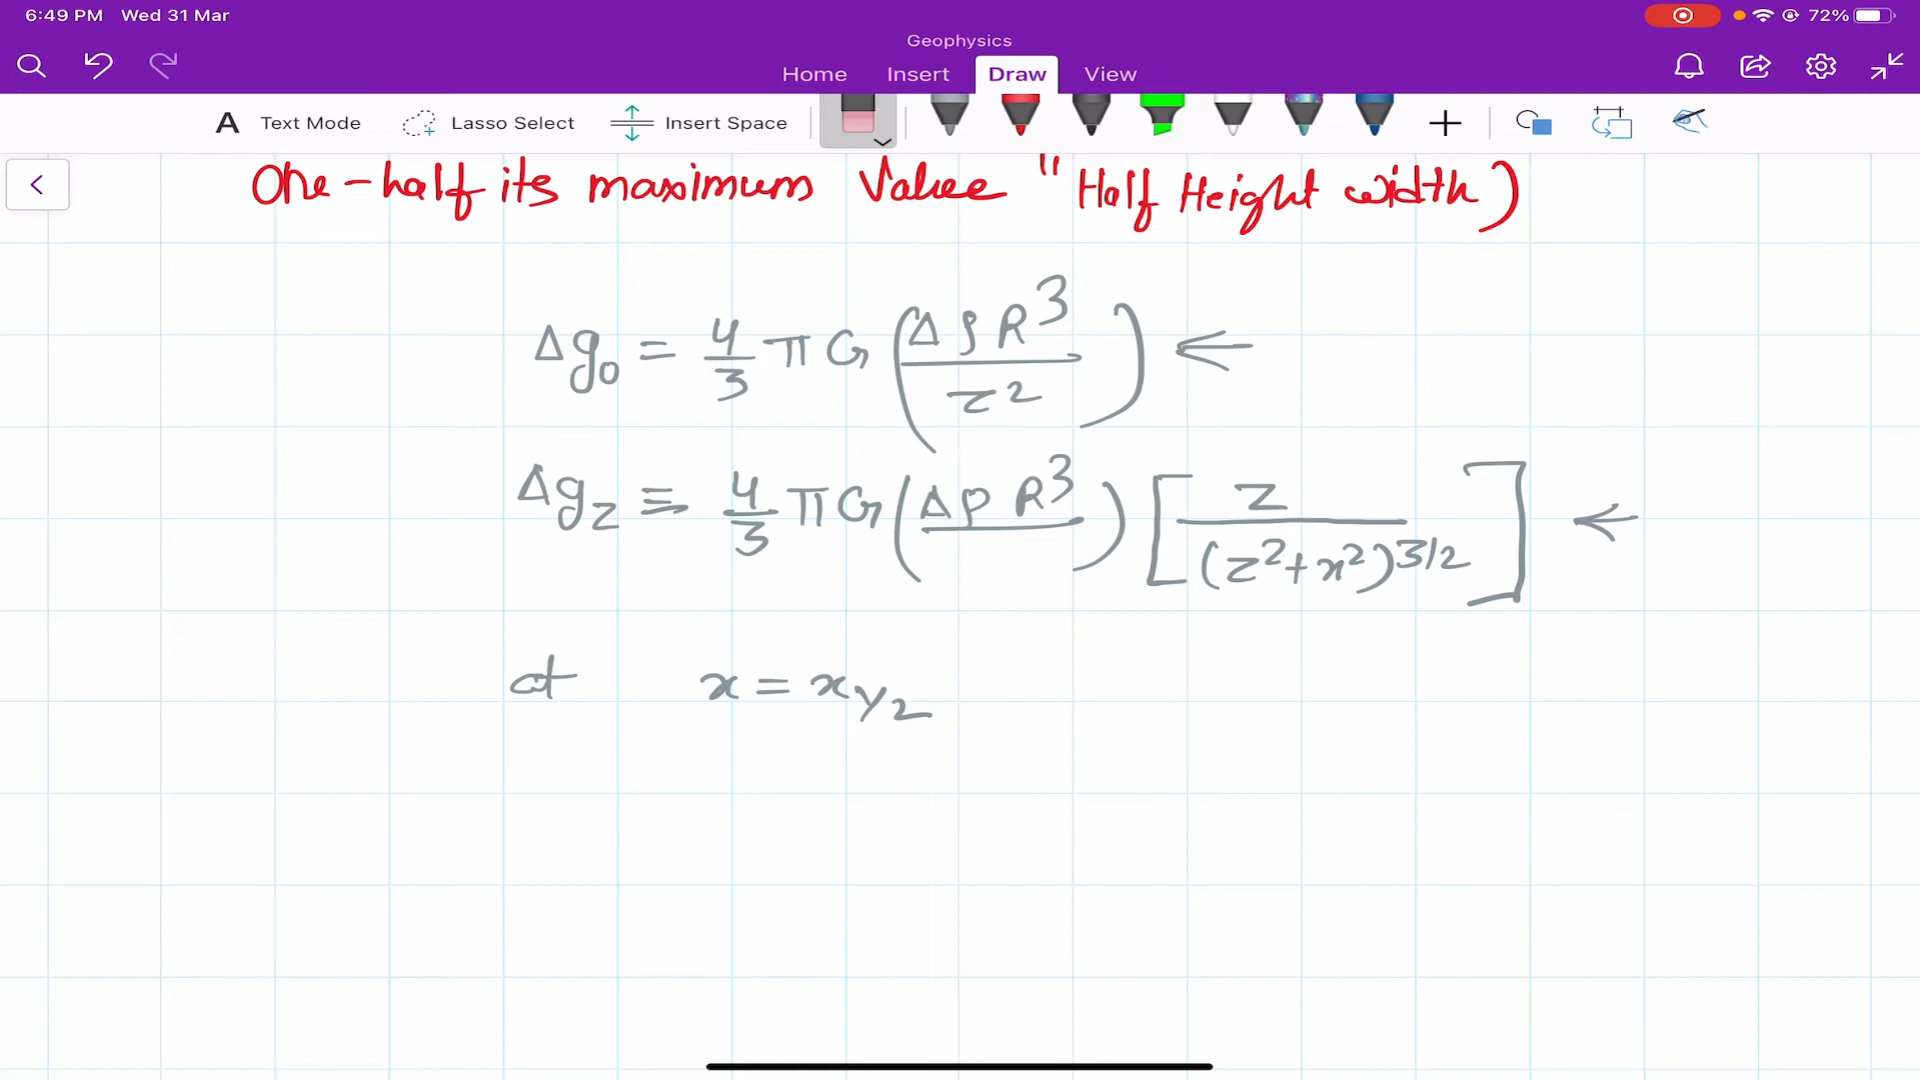 6:49 PM Wed 31 Mar 72%
Geophysics
Home Insert Draw View
A Text Mode Lasso Select Insert Space
One-half its maximum Value "Half Height width)
Δg₀ = 4/3 π G (Δρ R³ / z²) ←
Δg_z = 4/3 π G (Δρ R³) [z / (z²+x²)^3/2] ←
at x = x_1/2